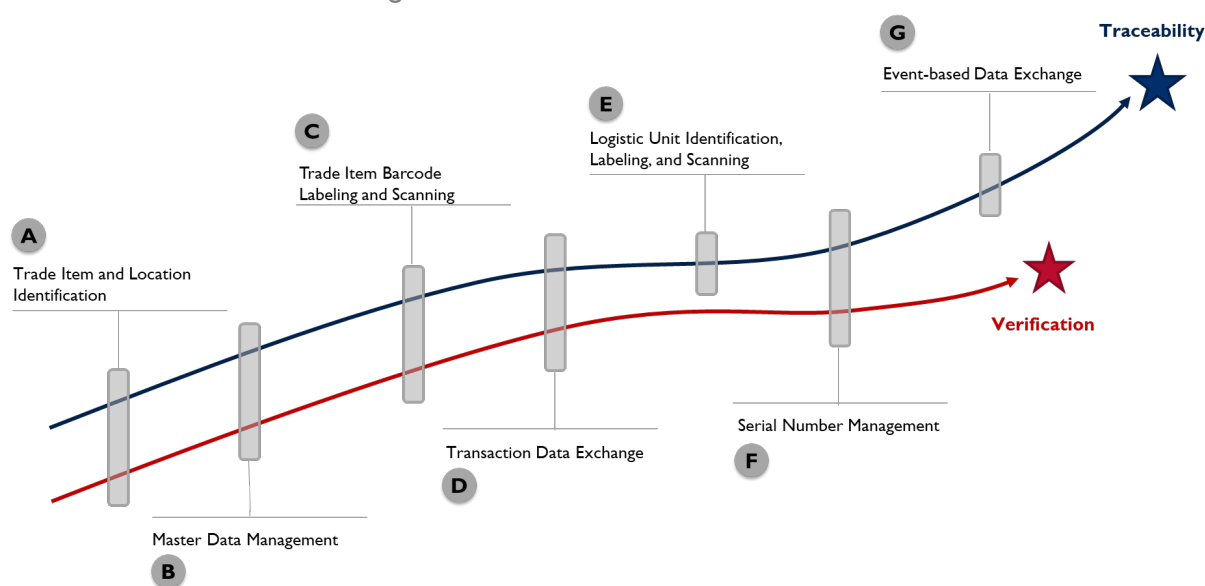 G
Traceability
Event-based Data Exchange
E
Logistic Unit Identification,
Labeling, and Scanning
C
Trade Item Barcode
Labeling and Scanning
A
Trade Item and Location
Identification
Verification
Serial Number Management
F
Transaction Data Exchange
D
Master Data Management
B